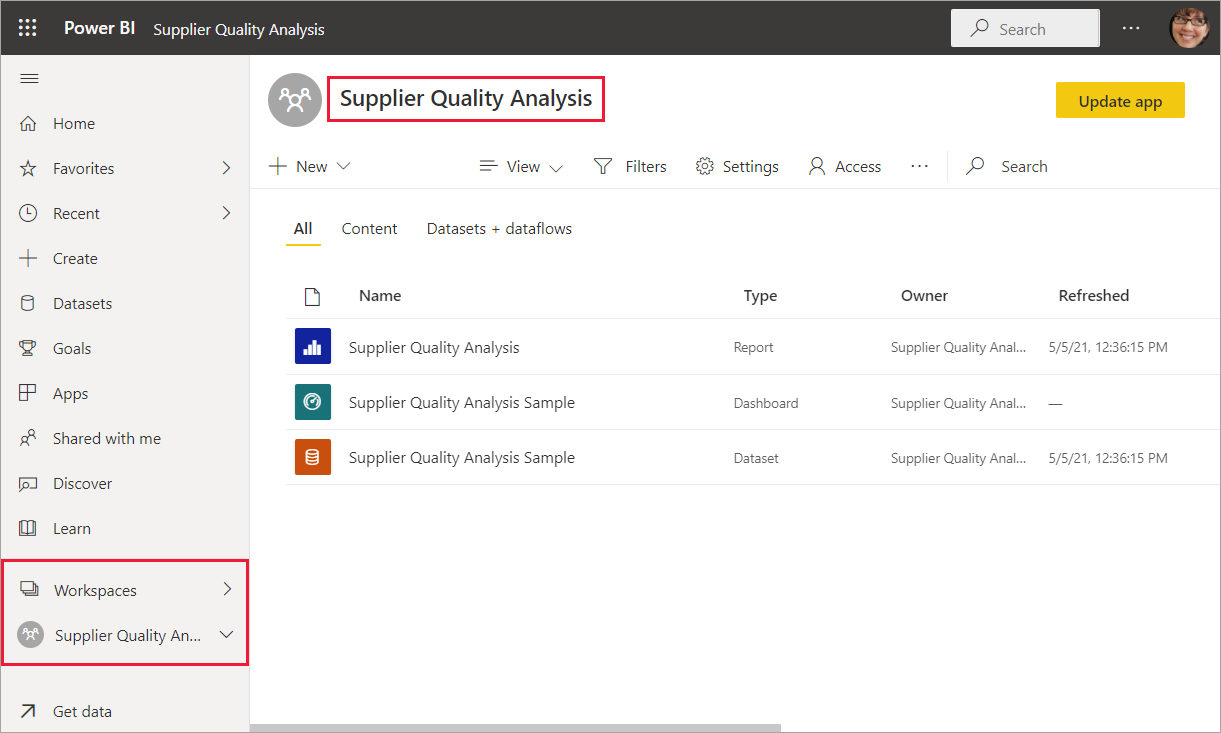 Power BI Supplier Quality Analysis Search ...
Home
Favorites
Recent
Create
Datasets
Goals
Apps
Shared with me
Discover
Learn
Workspaces
Supplier Quality An...
Get data
Supplier Quality Analysis
Update app
New View Filters Settings Access ... Search
All Content Datasets + dataflows
Name Type Owner Refreshed
Supplier Quality Analysis Report Supplier Quality Anal... 5/5/21, 12:36:15 PM
Supplier Quality Analysis Sample Dashboard Supplier Quality Anal... —
Supplier Quality Analysis Sample Dataset Supplier Quality Anal... 5/5/21, 12:36:15 PM